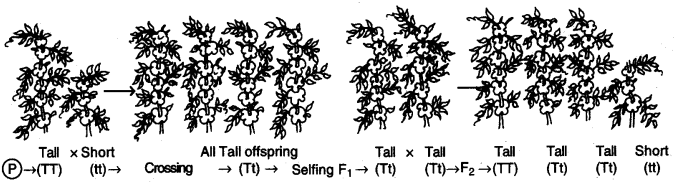 Tall × Short All Tall offspring Tall × Tall Tall Tall Tall Short
P →(TT) (tt) → Crossing → (Tt) → Selfing F₁ → (Tt) (Tt)→F₂→(TT) (Tt) (Tt) (tt)